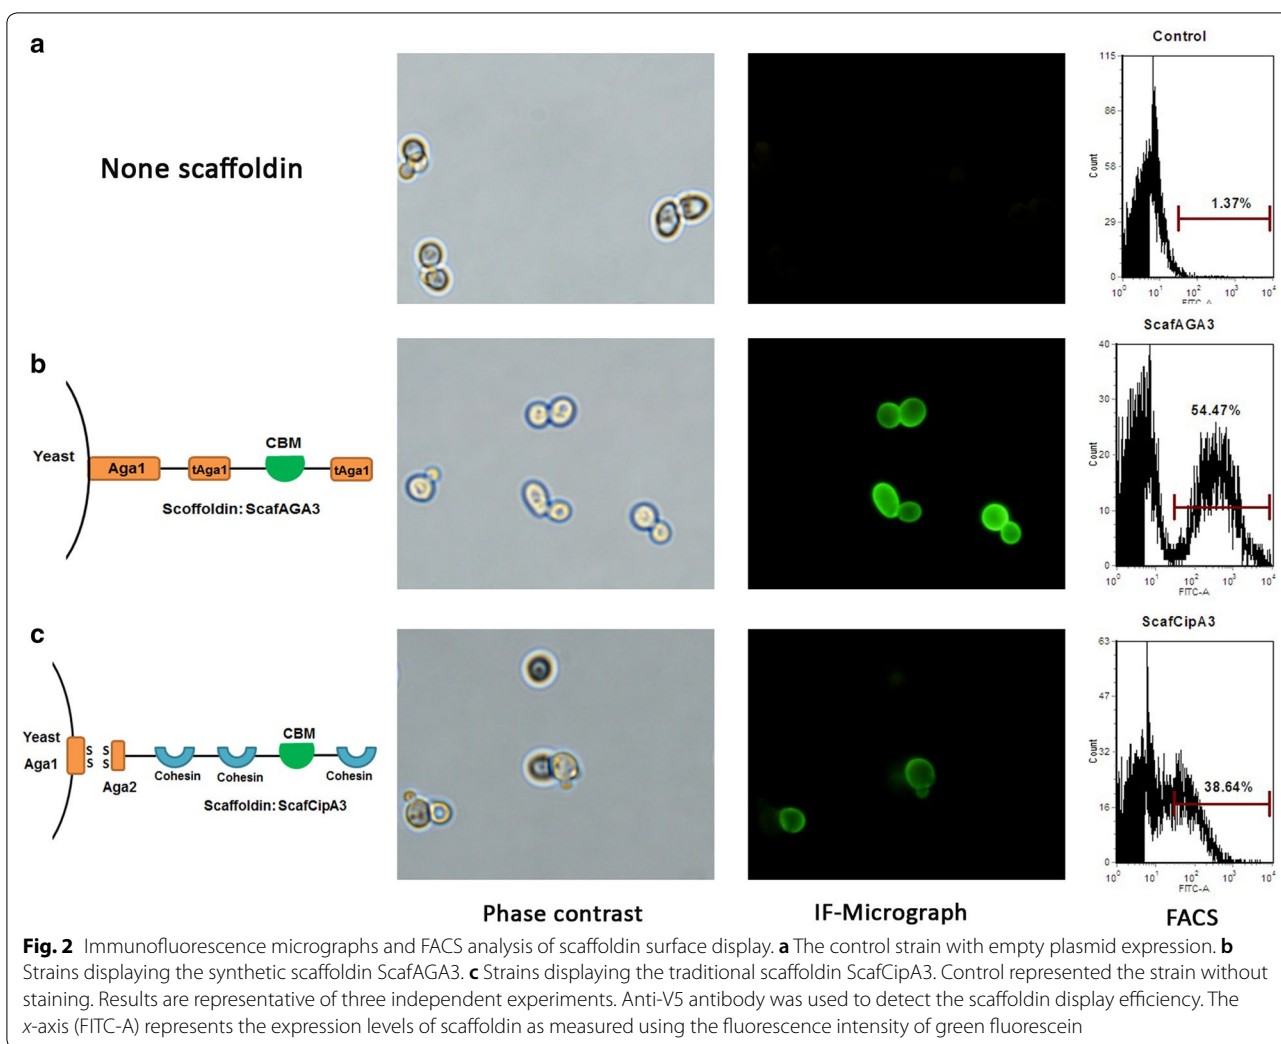 a
None scaffoldin
Control
115
86
58
29
0
Count
1.37%
10⁰ 10¹ 10² 10³ 10⁴
FITC-A
b
Yeast
Aga1
tAga1
CBM
tAga1
Scoffoldin: ScafAGA3
ScafAGA3
40
30
20
10
0
Count
54.47%
10⁰ 10¹ 10² 10³ 10⁴
FITC-A
c
Yeast
Aga1
S S
S S
Aga2
Cohesin
Cohesin
CBM
Cohesin
Scaffoldin: ScafCipA3
ScafCipA3
63
47
32
16
0
Count
38.64%
10⁰ 10¹ 10² 10³ 10⁴
FITC-A
Phase contrast
IF-Micrograph
FACS
Fig. 2 Immunofluorescence micrographs and FACS analysis of scaffoldin surface display. a The control strain with empty plasmid expression. b
Strains displaying the synthetic scaffoldin ScafAGA3. c Strains displaying the traditional scaffoldin ScafCipA3. Control represented the strain without
staining. Results are representative of three independent experiments. Anti-V5 antibody was used to detect the scaffoldin display efficiency. The
x-axis (FITC-A) represents the expression levels of scaffoldin as measured using the fluorescence intensity of green fluorescein